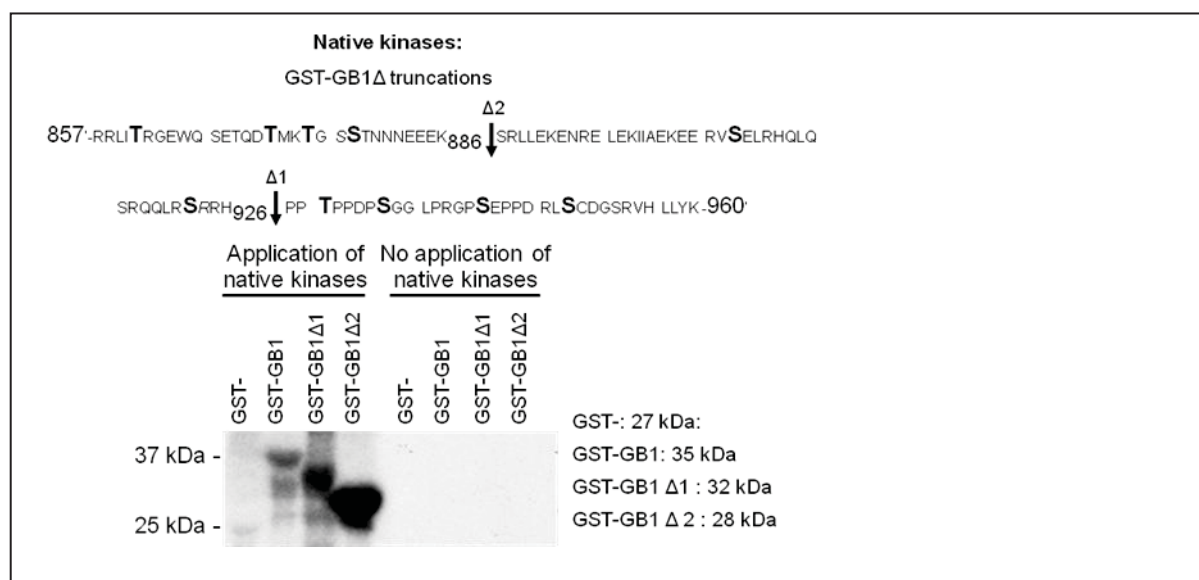 Native kinases:
GST-GB1Δ truncations
Δ2
857'-RRLITRGEWQ SETQDTMKTG SSTNNNEEEK886 SRLLEKENRE LEKIIAEKEE RVSELRHQLQ
Δ1
SRQQLRSRRH926 PP TPPDPSGG LPRGPSEPPD RLSCDGSRVH LLYK-960'
Application of native kinases
No application of native kinases
GST-
GST-GB1
GST-GB1Δ1
GST-GB1Δ2
GST-
GST-GB1
GST-GB1Δ1
GST-GB1Δ2
37 kDa -
25 kDa -
GST-: 27 kDa:
GST-GB1: 35 kDa
GST-GB1 Δ1 : 32 kDa
GST-GB1 Δ 2 : 28 kDa